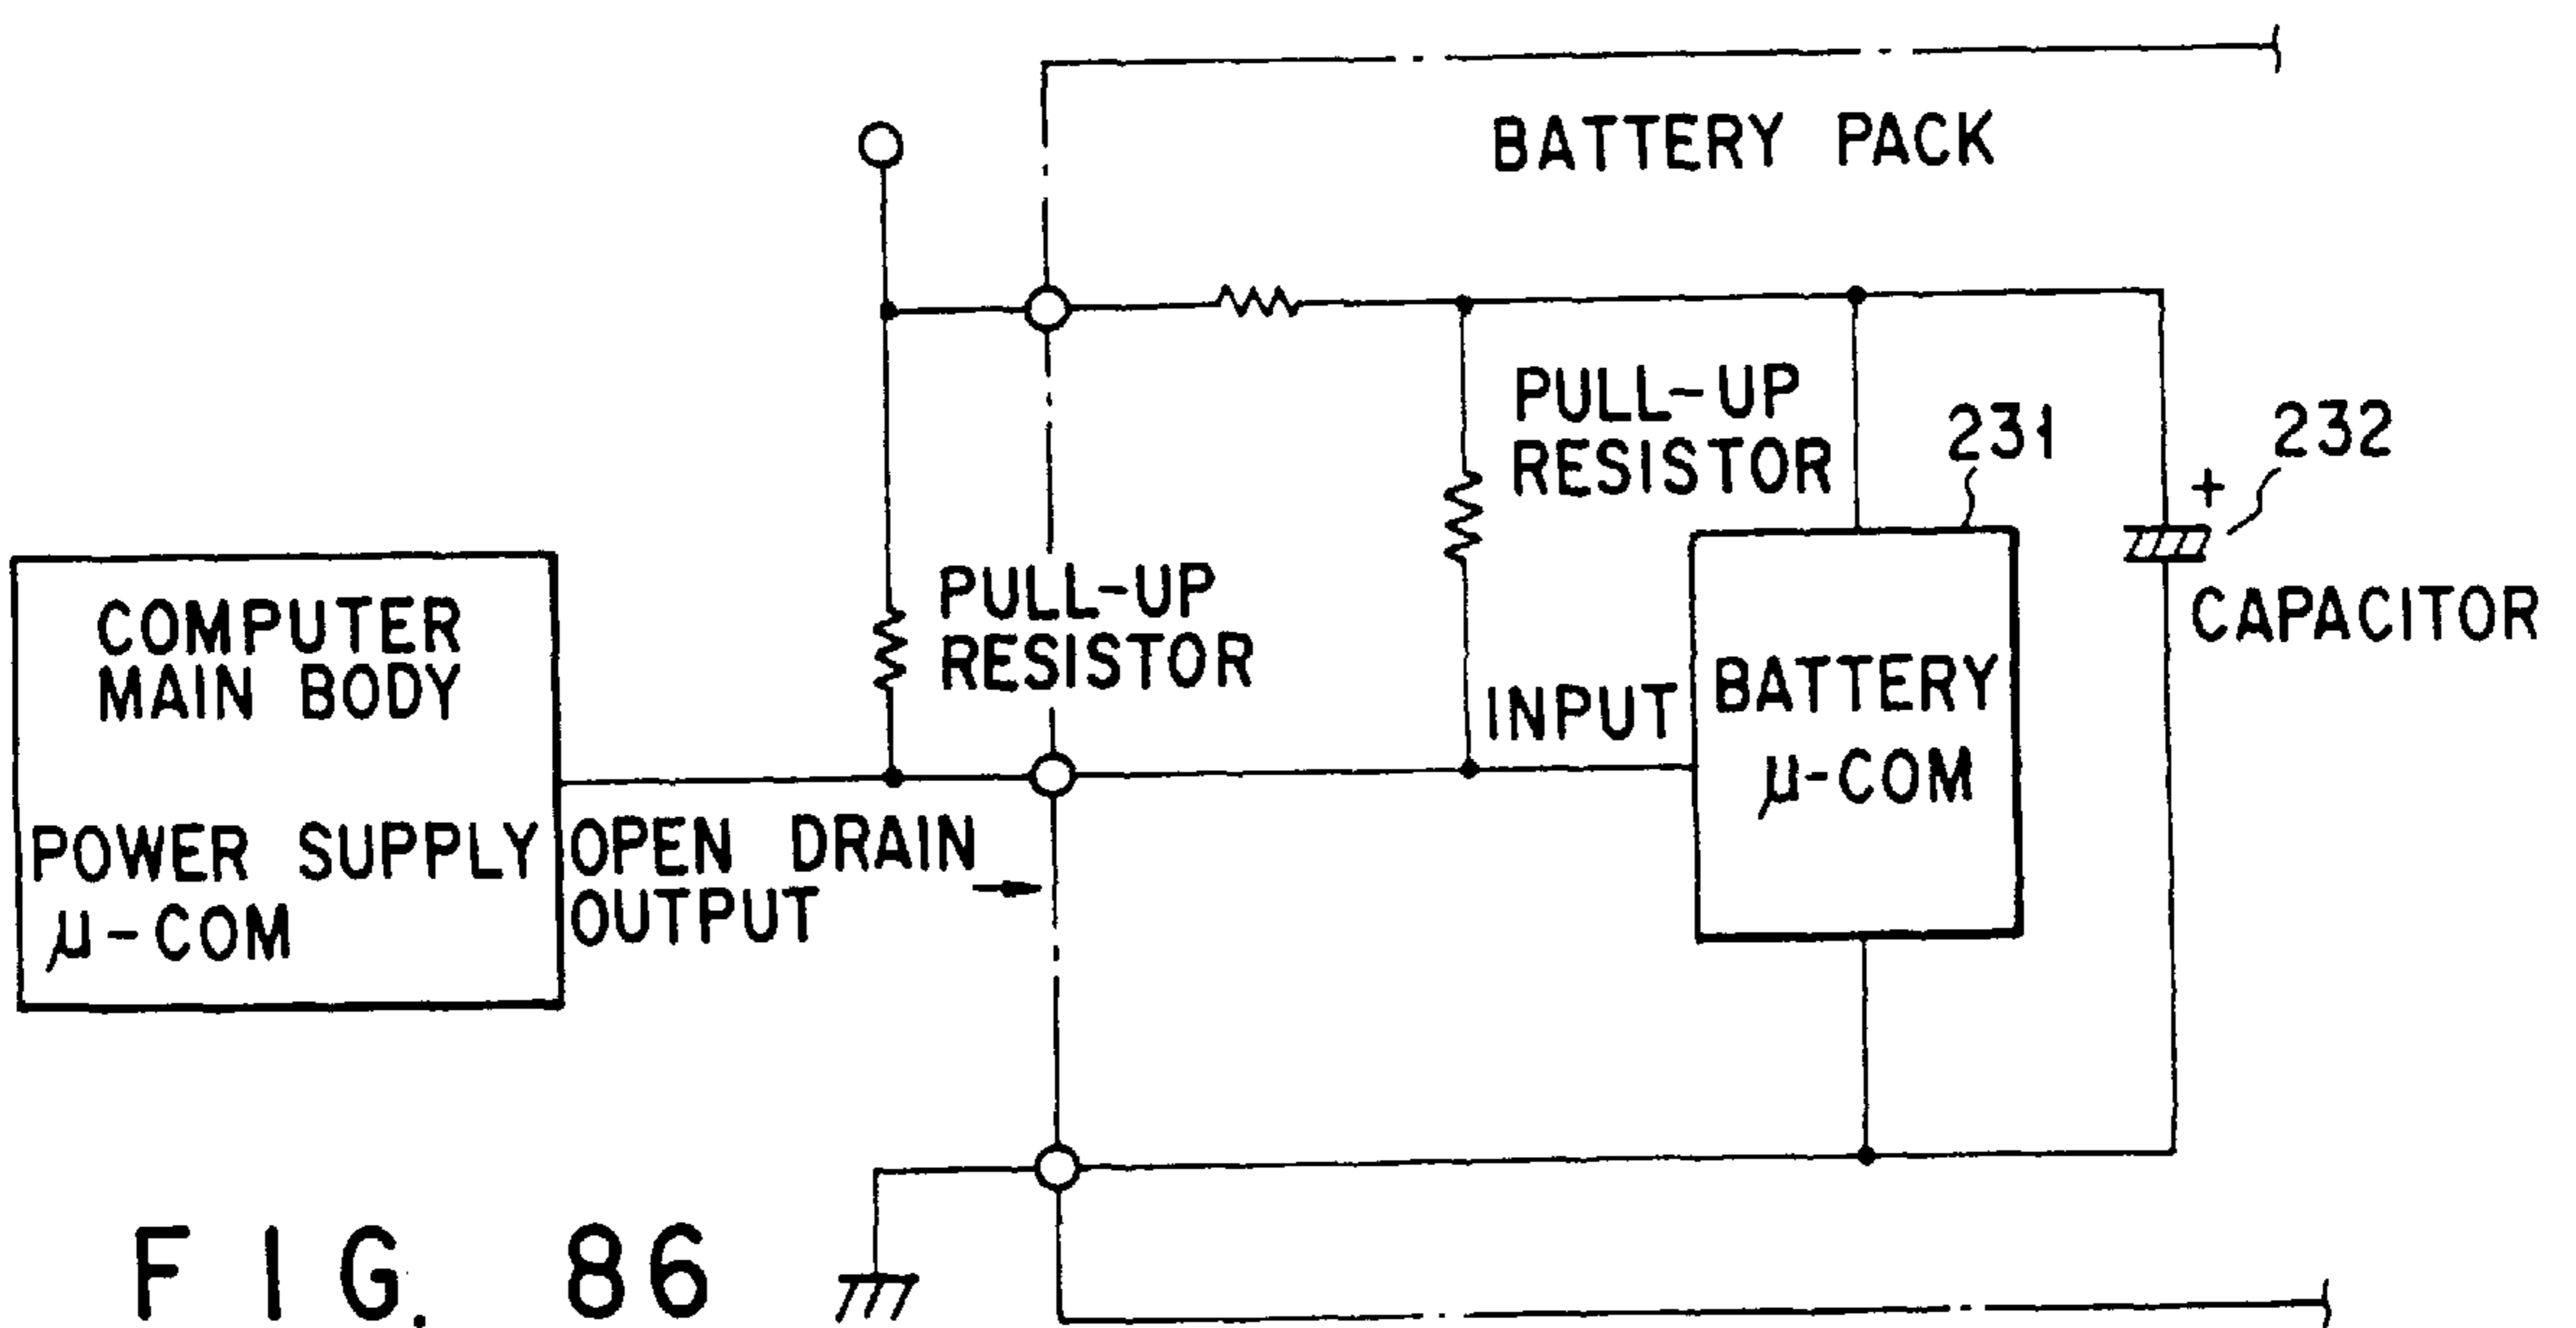 BATTERY PACK
PULL-UP
RESISTOR
231
+
232
CAPACITOR
PULL-UP
RESISTOR
COMPUTER
MAIN BODY
POWER SUPPLY
μ-COM
INPUT
BATTERY
μ-COM
OPEN DRAIN
OUTPUT
FIG. 86